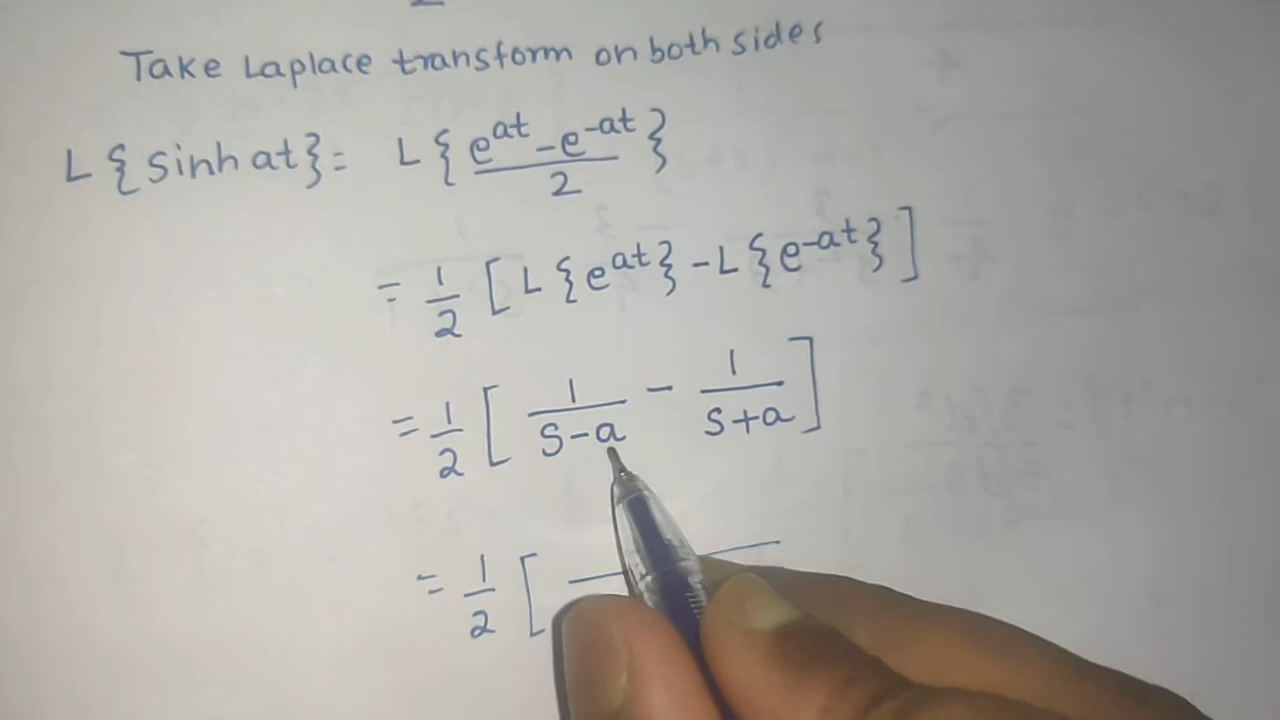 Take Laplace transform on both sides
L{sinh at} = L{(e^{at} - e^{-at})/2}
= 1/2 [L{e^{at}} - L{e^{-at}}]
= 1/2 [1/(s-a) - 1/(s+a)]
= 1/2 [